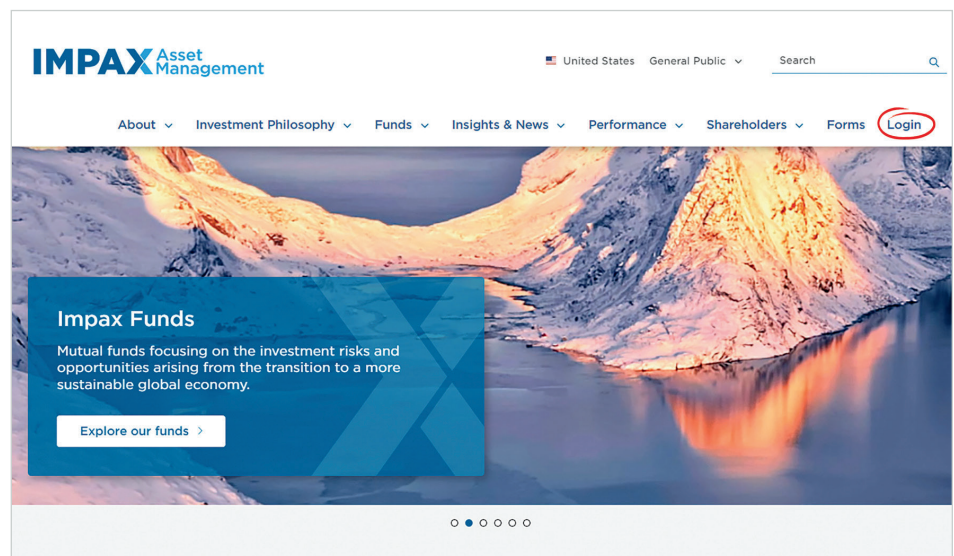 IMPAX Asset Management
United States General Public Search
About Investment Philosophy Funds Insights & News Performance Shareholders Forms Login
Impax Funds
Mutual funds focusing on the investment risks and
opportunities arising from the transition to a more
sustainable global economy.
Explore our funds